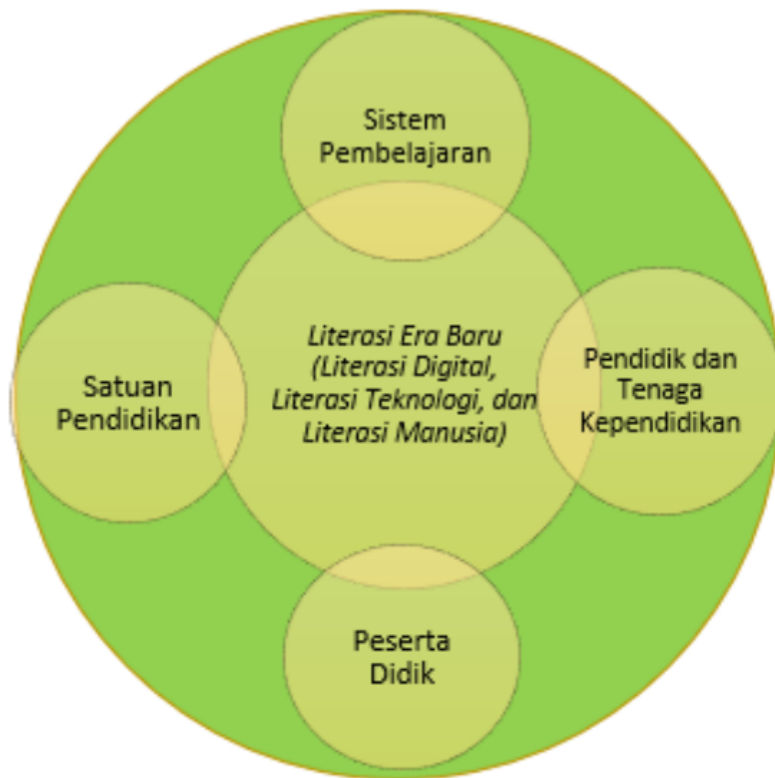 Sistem
Pembelajaran
Literasi Era Baru
(Literasi Digital,
Literasi Teknologi, dan
Literasi Manusia)
Satuan
Pendidikan
Pendidik dan
Tenaga
Kependidikan
Peserta
Didik